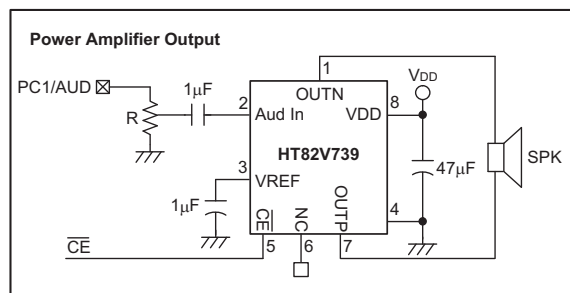 Power Amplifier Output
PC1/AUD
R
1μF
2
Aud In
1
OUTN
VDD
8
VDD
HT82V739
3
VREF
1μF
47μF
SPK
CE
NC
OUTP
4
5
6
7
CE